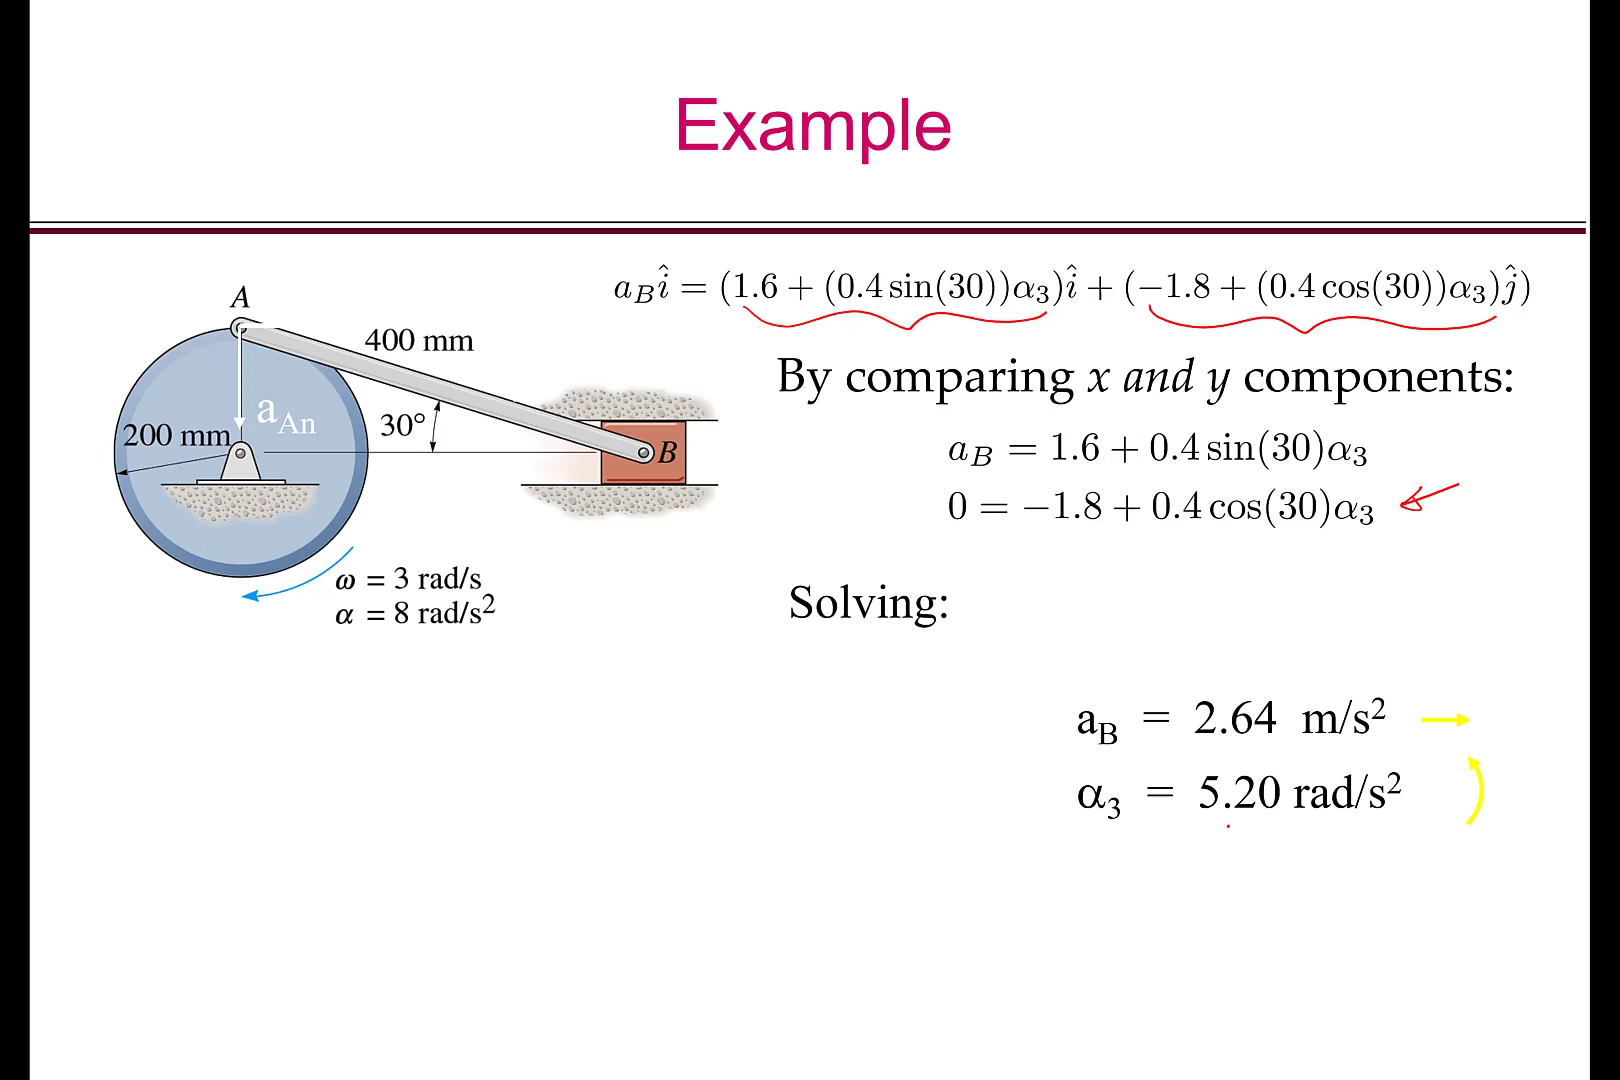 Example
a_B î = (1.6 + (0.4 sin(30))α₃)î + (−1.8 + (0.4 cos(30))α₃)ĵ)
A
400 mm
By comparing x and y components:
a_An
200 mm
30°
B
a_B = 1.6 + 0.4 sin(30)α₃
0 = −1.8 + 0.4 cos(30)α₃
ω = 3 rad/s
α = 8 rad/s²
Solving:
a_B = 2.64 m/s²
α₃ = 5.20 rad/s²